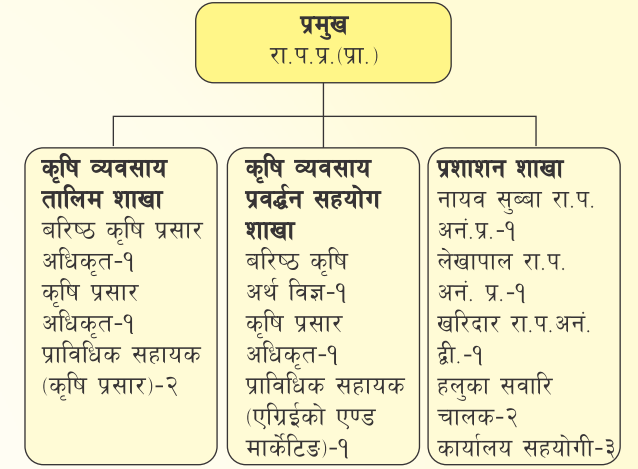 प्रमुख
रा.प.प्र.(प्रा.)
कृषि व्यवसाय
तालिम शाखा
बरिष्ठ कृषि प्रसार
अधिकृत-१
कृषि प्रसार
अधिकृत-१
प्राविधिक सहायक
(कृषि प्रसार)-२
कृषि व्यवसाय
प्रवर्द्धन सहयोग
शाखा
बरिष्ठ कृषि
अर्थ विज्ञ-१
कृषि प्रसार
अधिकृत-१
प्राविधिक सहायक
(एग्रिईको एण्ड
मार्केटिङ)-१
प्रशाशन शाखा
नायव सुब्बा रा.प.
अनं.प्र.-१
लेखापाल रा.प.
अनं. प्र.-१
खरिदार रा.प.अनं.
द्वी.-१
हलुका सवारि
चालक-२
कार्यालय सहयोगी-३